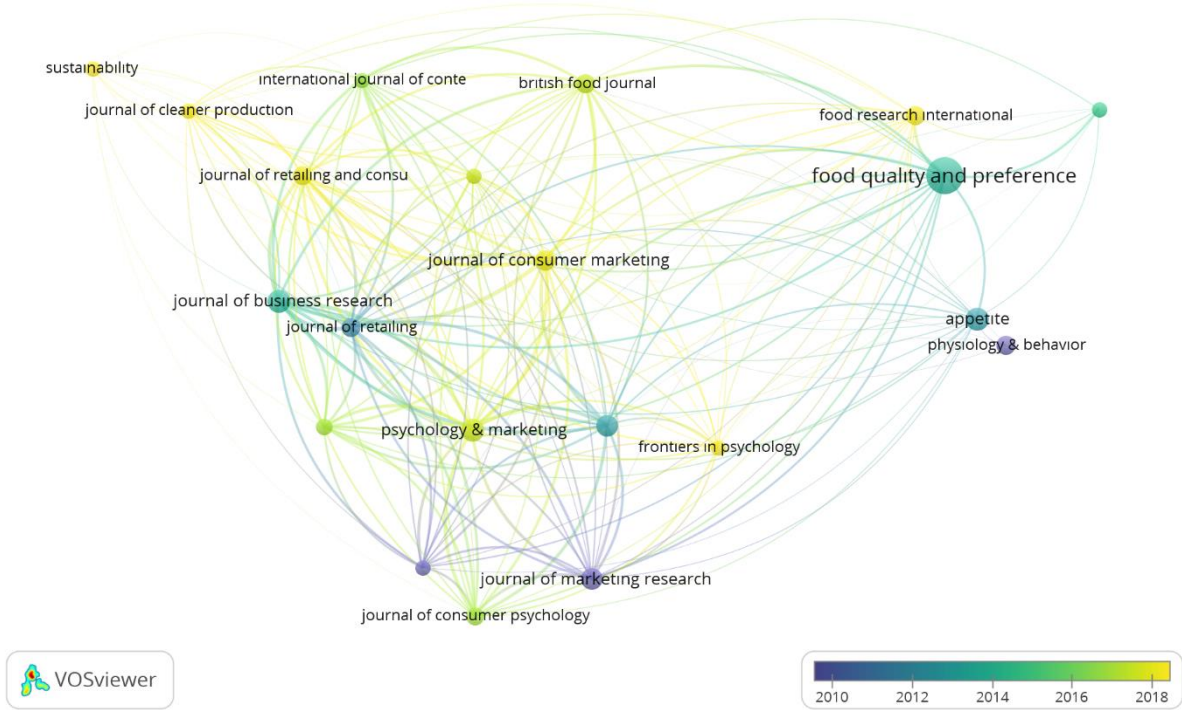 sustainability
international journal of conte
british food journal
journal of cleaner production
food research international
journal of retailing and consu
food quality and preference
journal of consumer marketing
journal of business research
journal of retailing
appetite
physiology & behavior
psychology & marketing
frontiers in psychology
journal of marketing research
journal of consumer psychology
VOSviewer
2010 2012 2014 2016 2018